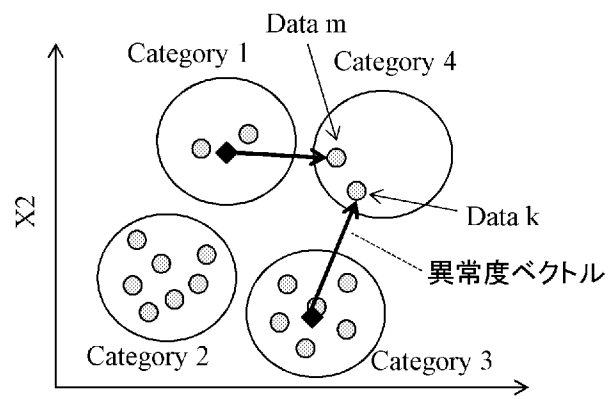 Data m
Category 1
Category 4
X2
Data k
異常度ベクトル
Category 2
Category 3